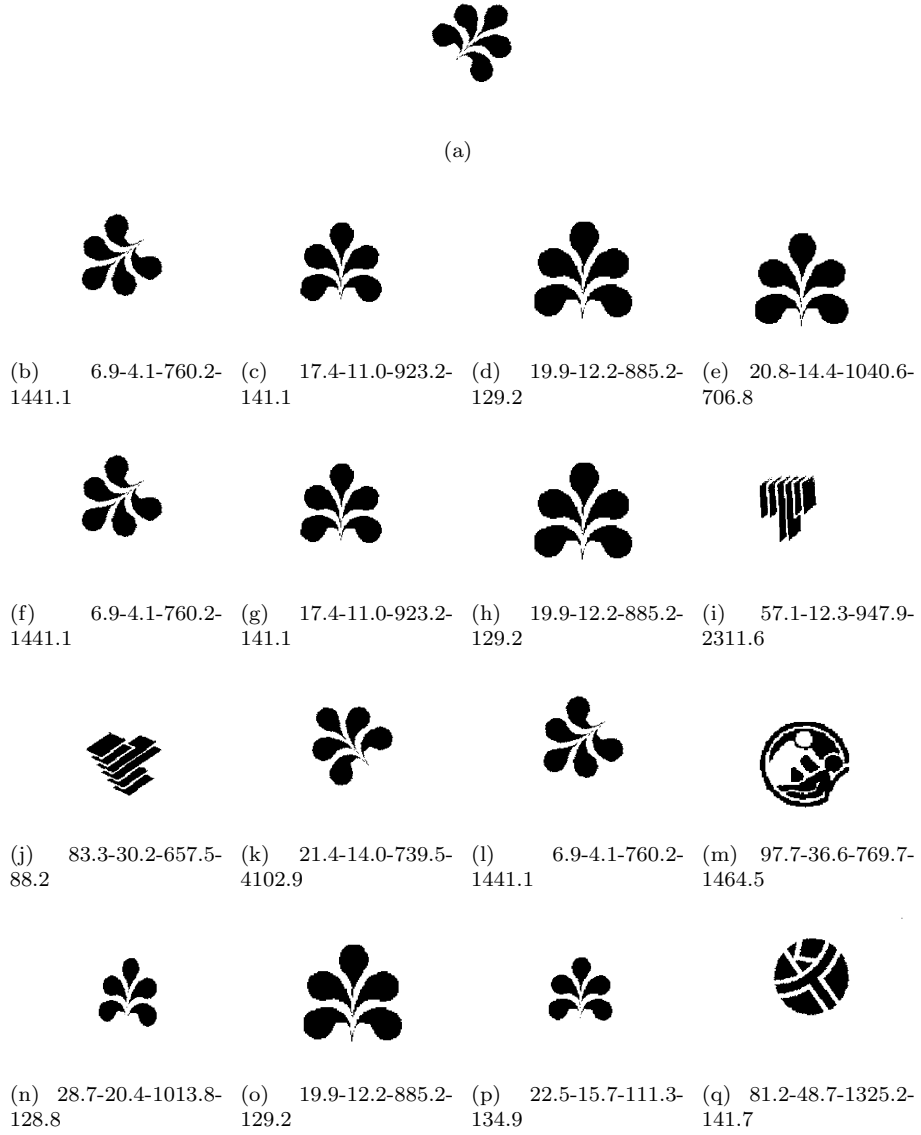 (a)
(b) 6.9-4.1-760.2-
1441.1
(c) 17.4-11.0-923.2-
141.1
(d) 19.9-12.2-885.2-
129.2
(e) 20.8-14.4-1040.6-
706.8
(f) 6.9-4.1-760.2-
1441.1
(g) 17.4-11.0-923.2-
141.1
(h) 19.9-12.2-885.2-
129.2
(i) 57.1-12.3-947.9-
2311.6
(j) 83.3-30.2-657.5-
88.2
(k) 21.4-14.0-739.5-
4102.9
(l) 6.9-4.1-760.2-
1441.1
(m) 97.7-36.6-769.7-
1464.5
(n) 28.7-20.4-1013.8-
128.8
(o) 19.9-12.2-885.2-
129.2
(p) 22.5-15.7-111.3-
134.9
(q) 81.2-48.7-1325.2-
141.7